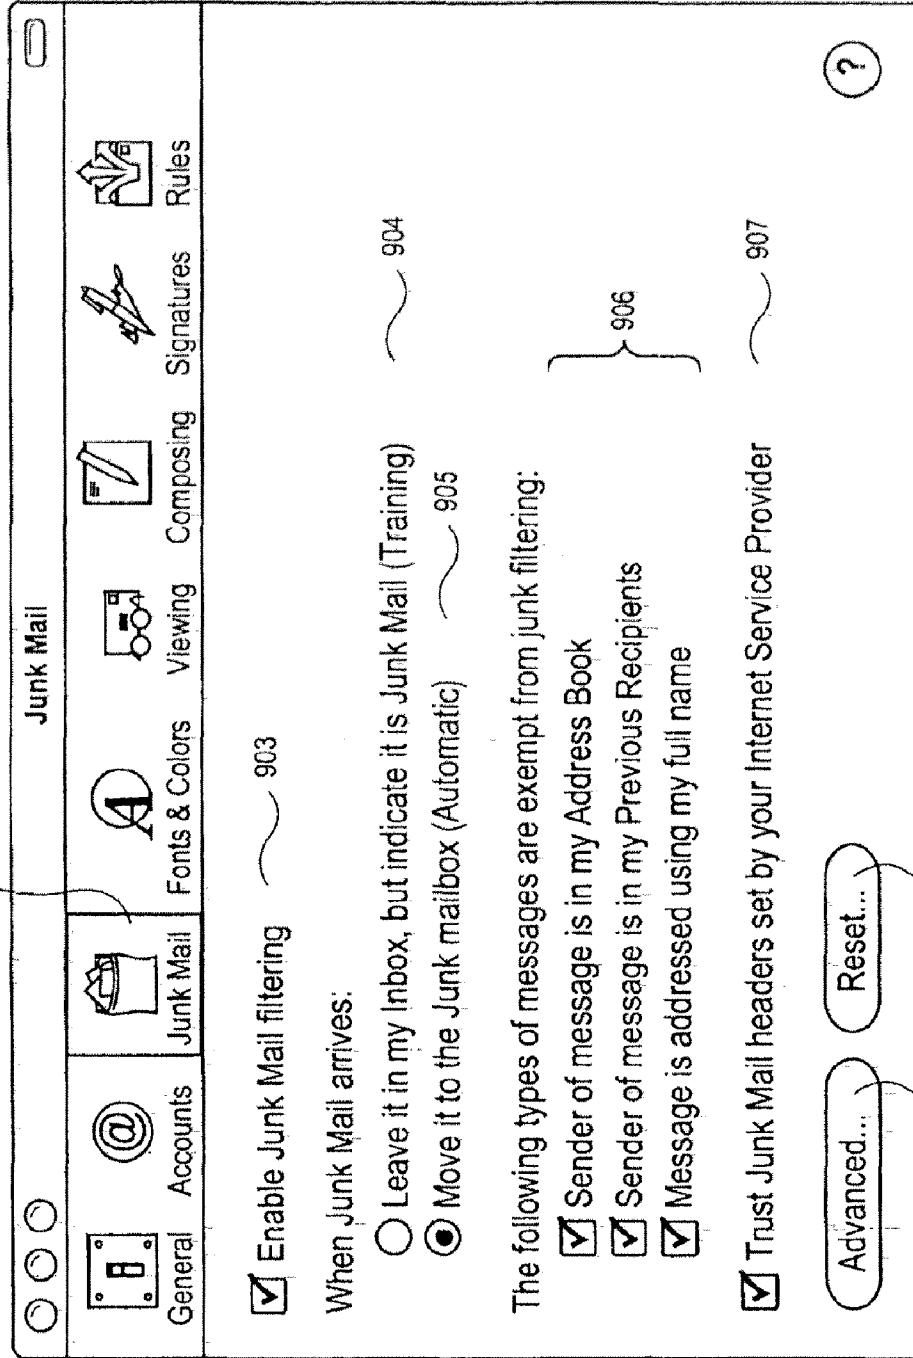 Junk Mail
General Accounts Junk Mail Fonts & Colors Viewing Composing Signatures Rules
Enable Junk Mail filtering 903
When Junk Mail arrives:
Leave it in my Inbox, but indicate it is Junk Mail (Training) 904
Move it to the Junk mailbox (Automatic) 905
The following types of messages are exempt from junk filtering:
Sender of message is in my Address Book
Sender of message is in my Previous Recipients 906
Message is addressed using my full name
Trust Junk Mail headers set by your Internet Service Provider 907
Advanced... Reset... ?